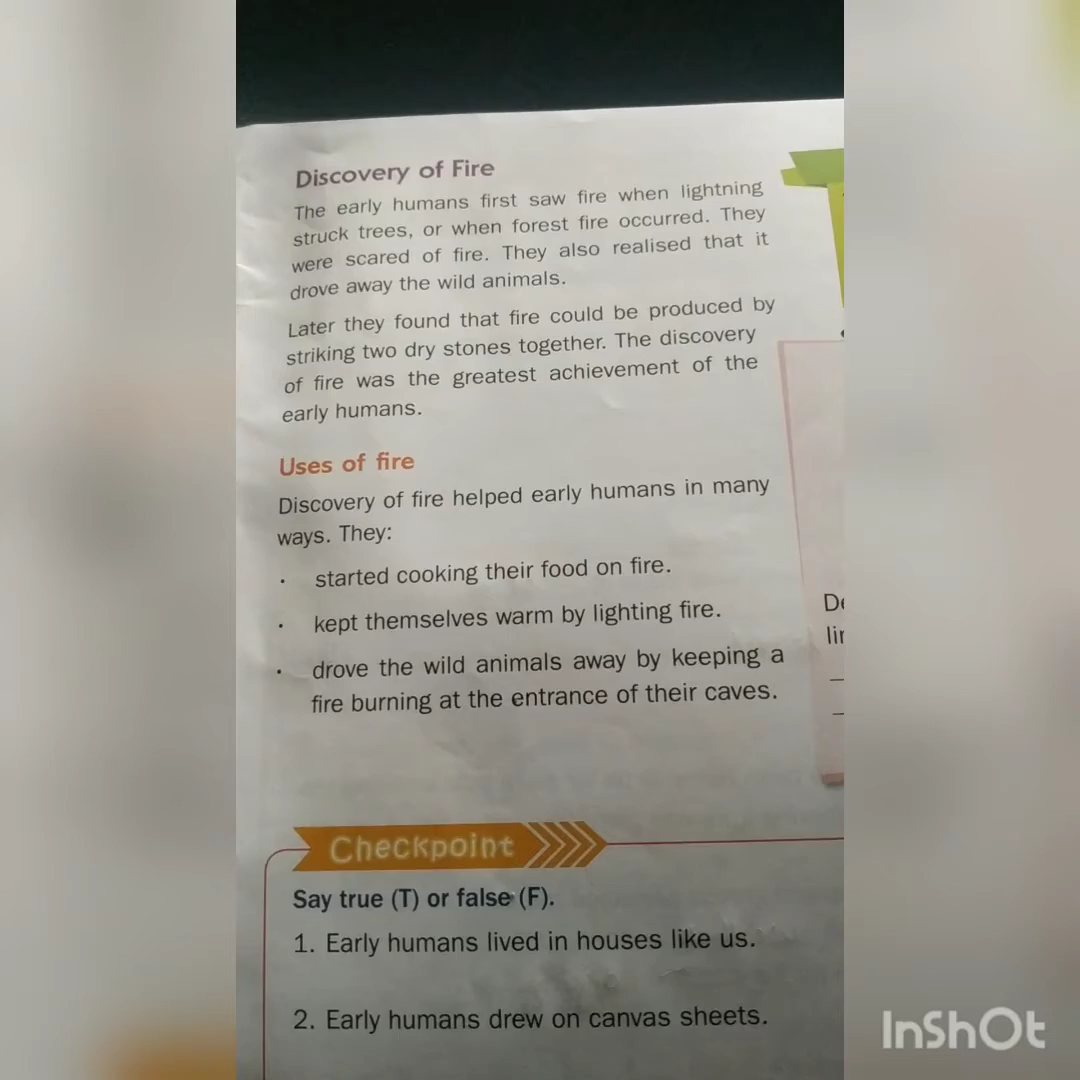 Discovery of Fire
The early humans first saw fire when lightning
struck trees, or when forest fire occurred. They
were scared of fire. They also realised that it
drove away the wild animals.
Later they found that fire could be produced by
striking two dry stones together. The discovery
of fire was the greatest achievement of the
early humans.
Uses of fire
Discovery of fire helped early humans in many
ways. They:
· started cooking their food on fire.
· kept themselves warm by lighting fire.
· drove the wild animals away by keeping a
fire burning at the entrance of their caves.
Checkpoint
Say true (T) or false (F).
1. Early humans lived in houses like us.
2. Early humans drew on canvas sheets.
InShOt